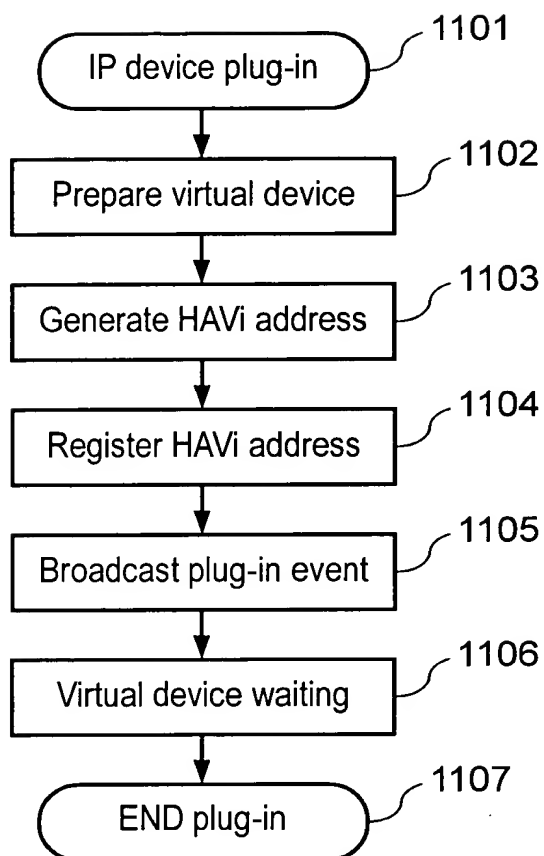 1101
IP device plug-in
1102
Prepare virtual device
1103
Generate HAVi address
1104
Register HAVi address
1105
Broadcast plug-in event
1106
Virtual device waiting
1107
END plug-in